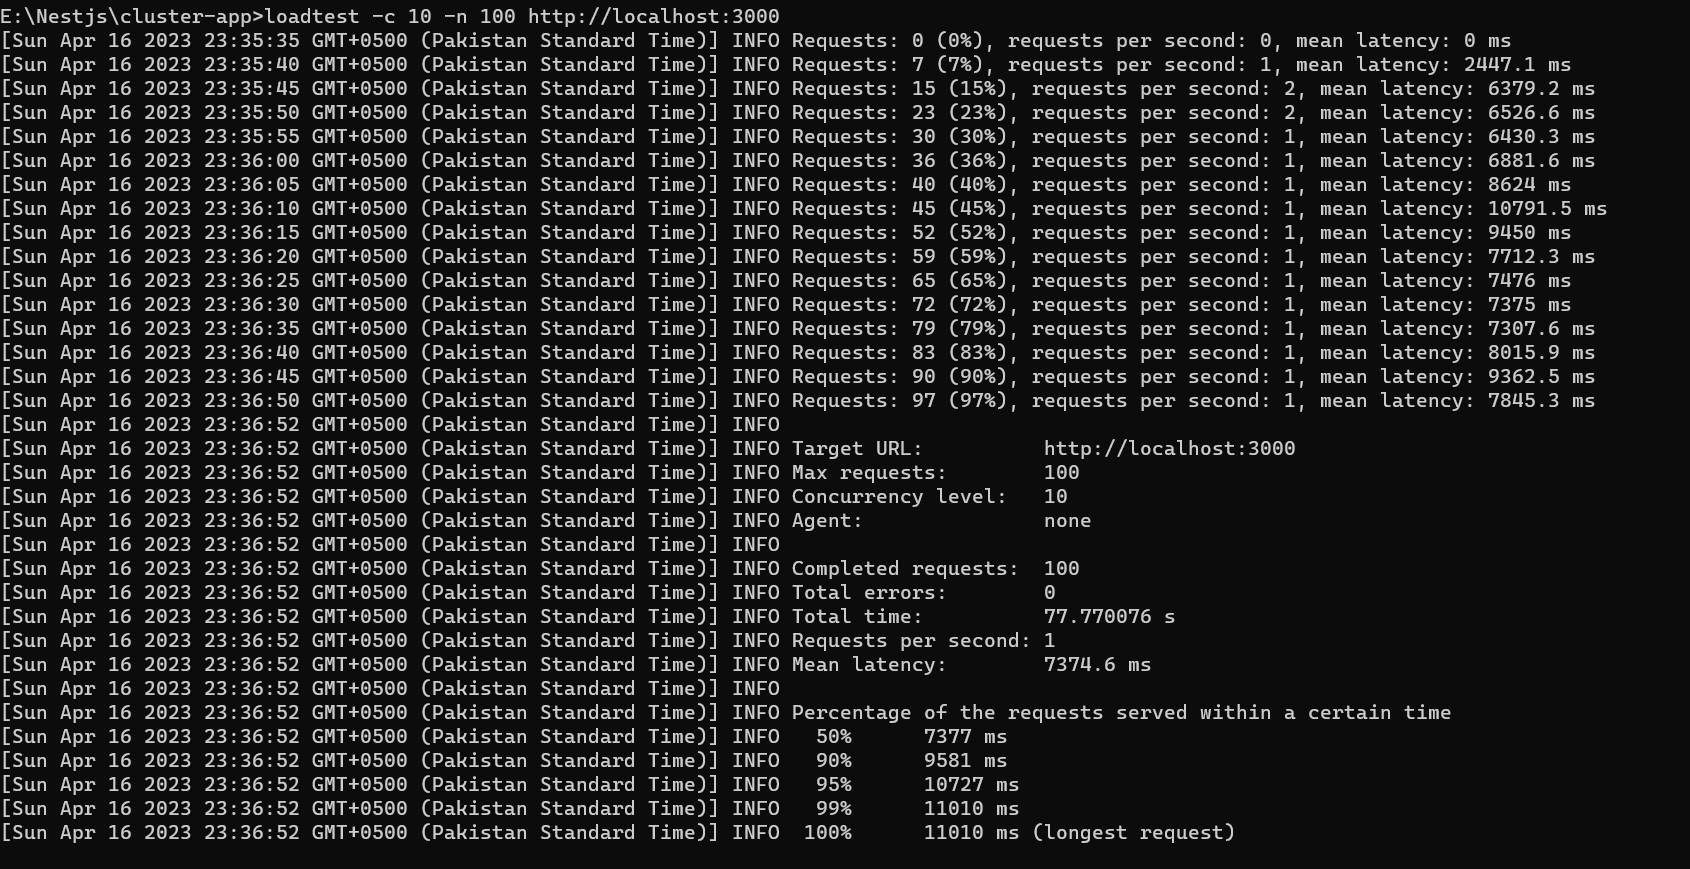 E:\Nestjs\cluster-app>loadtest -c 10 -n 100 http://localhost:3000
[Sun Apr 16 2023 23:35:35 GMT+0500 (Pakistan Standard Time)] INFO Requests: 0 (0%), requests per second: 0, mean latency: 0 ms
[Sun Apr 16 2023 23:35:40 GMT+0500 (Pakistan Standard Time)] INFO Requests: 7 (7%), requests per second: 1, mean latency: 2447.1 ms
[Sun Apr 16 2023 23:35:45 GMT+0500 (Pakistan Standard Time)] INFO Requests: 15 (15%), requests per second: 2, mean latency: 6379.2 ms
[Sun Apr 16 2023 23:35:50 GMT+0500 (Pakistan Standard Time)] INFO Requests: 23 (23%), requests per second: 2, mean latency: 6526.6 ms
[Sun Apr 16 2023 23:35:55 GMT+0500 (Pakistan Standard Time)] INFO Requests: 30 (30%), requests per second: 1, mean latency: 6430.3 ms
[Sun Apr 16 2023 23:36:00 GMT+0500 (Pakistan Standard Time)] INFO Requests: 36 (36%), requests per second: 1, mean latency: 6881.6 ms
[Sun Apr 16 2023 23:36:05 GMT+0500 (Pakistan Standard Time)] INFO Requests: 40 (40%), requests per second: 1, mean latency: 8624 ms
[Sun Apr 16 2023 23:36:10 GMT+0500 (Pakistan Standard Time)] INFO Requests: 45 (45%), requests per second: 1, mean latency: 10791.5 ms
[Sun Apr 16 2023 23:36:15 GMT+0500 (Pakistan Standard Time)] INFO Requests: 52 (52%), requests per second: 1, mean latency: 9450 ms
[Sun Apr 16 2023 23:36:20 GMT+0500 (Pakistan Standard Time)] INFO Requests: 59 (59%), requests per second: 1, mean latency: 7712.3 ms
[Sun Apr 16 2023 23:36:25 GMT+0500 (Pakistan Standard Time)] INFO Requests: 65 (65%), requests per second: 1, mean latency: 7476 ms
[Sun Apr 16 2023 23:36:30 GMT+0500 (Pakistan Standard Time)] INFO Requests: 72 (72%), requests per second: 1, mean latency: 7375 ms
[Sun Apr 16 2023 23:36:35 GMT+0500 (Pakistan Standard Time)] INFO Requests: 79 (79%), requests per second: 1, mean latency: 7307.6 ms
[Sun Apr 16 2023 23:36:40 GMT+0500 (Pakistan Standard Time)] INFO Requests: 83 (83%), requests per second: 1, mean latency: 8015.9 ms
[Sun Apr 16 2023 23:36:45 GMT+0500 (Pakistan Standard Time)] INFO Requests: 90 (90%), requests per second: 1, mean latency: 9362.5 ms
[Sun Apr 16 2023 23:36:50 GMT+0500 (Pakistan Standard Time)] INFO Requests: 97 (97%), requests per second: 1, mean latency: 7845.3 ms
[Sun Apr 16 2023 23:36:52 GMT+0500 (Pakistan Standard Time)] INFO
[Sun Apr 16 2023 23:36:52 GMT+0500 (Pakistan Standard Time)] INFO Target URL:          http://localhost:3000
[Sun Apr 16 2023 23:36:52 GMT+0500 (Pakistan Standard Time)] INFO Max requests:        100
[Sun Apr 16 2023 23:36:52 GMT+0500 (Pakistan Standard Time)] INFO Concurrency level:   10
[Sun Apr 16 2023 23:36:52 GMT+0500 (Pakistan Standard Time)] INFO Agent:               none
[Sun Apr 16 2023 23:36:52 GMT+0500 (Pakistan Standard Time)] INFO
[Sun Apr 16 2023 23:36:52 GMT+0500 (Pakistan Standard Time)] INFO Completed requests:  100
[Sun Apr 16 2023 23:36:52 GMT+0500 (Pakistan Standard Time)] INFO Total errors:        0
[Sun Apr 16 2023 23:36:52 GMT+0500 (Pakistan Standard Time)] INFO Total time:          77.770076 s
[Sun Apr 16 2023 23:36:52 GMT+0500 (Pakistan Standard Time)] INFO Requests per second: 1
[Sun Apr 16 2023 23:36:52 GMT+0500 (Pakistan Standard Time)] INFO Mean latency:        7374.6 ms
[Sun Apr 16 2023 23:36:52 GMT+0500 (Pakistan Standard Time)] INFO
[Sun Apr 16 2023 23:36:52 GMT+0500 (Pakistan Standard Time)] INFO Percentage of the requests served within a certain time
[Sun Apr 16 2023 23:36:52 GMT+0500 (Pakistan Standard Time)] INFO   50%      7377 ms
[Sun Apr 16 2023 23:36:52 GMT+0500 (Pakistan Standard Time)] INFO   90%      9581 ms
[Sun Apr 16 2023 23:36:52 GMT+0500 (Pakistan Standard Time)] INFO   95%      10727 ms
[Sun Apr 16 2023 23:36:52 GMT+0500 (Pakistan Standard Time)] INFO   99%      11010 ms
[Sun Apr 16 2023 23:36:52 GMT+0500 (Pakistan Standard Time)] INFO  100%      11010 ms (longest request)